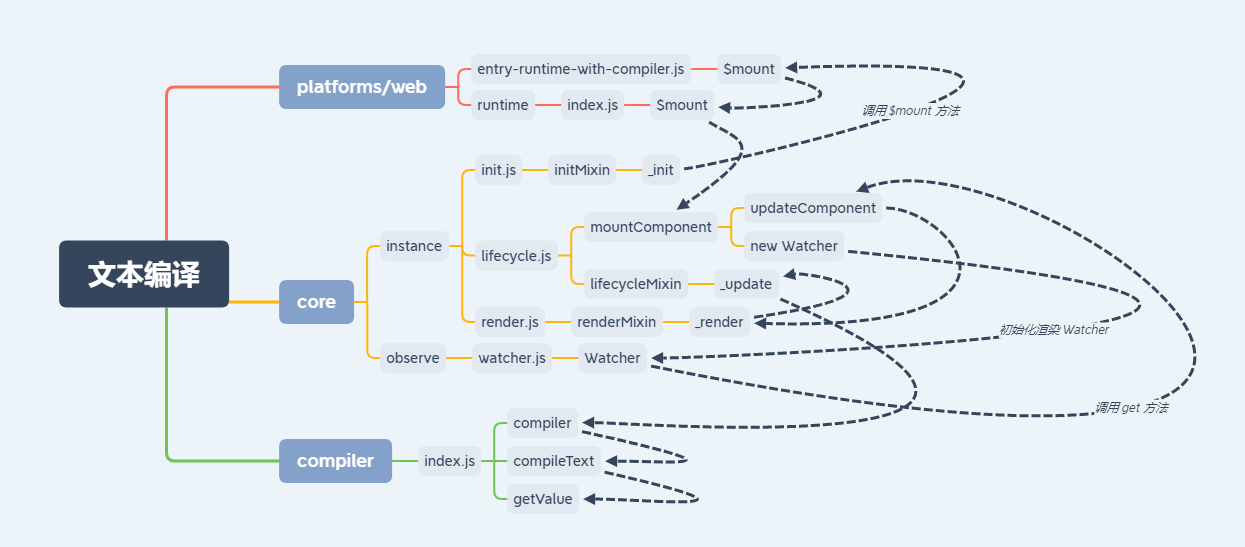 文本编译
platforms/web
entry-runtime-with-compiler.js
$mount
runtime
index.js
$mount
调用 $mount 方法
core
instance
init.js
initMixin
_init
lifecycle.js
mountComponent
updateComponent
new Watcher
lifecycleMixin
_update
render.js
renderMixin
_render
初始化渲染 Watcher
observe
watcher.js
Watcher
调用 get 方法
compiler
index.js
compiler
compileText
getValue